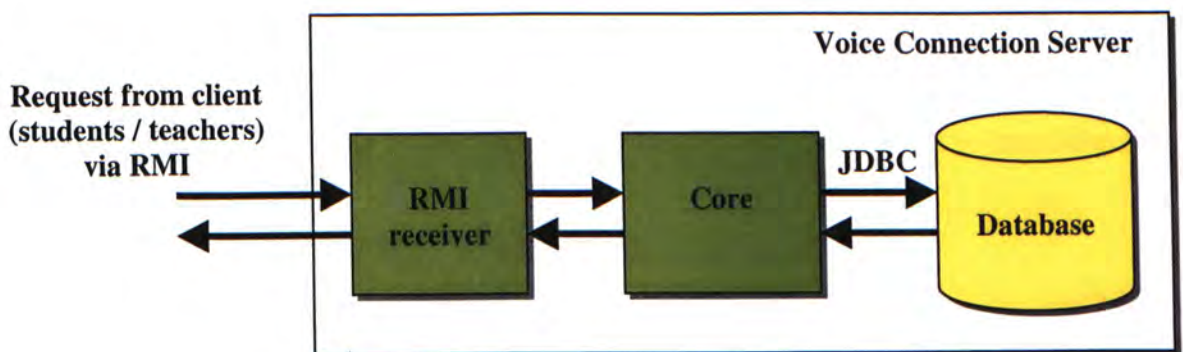 Voice Connection Server
Request from client
(students / teachers)
via RMI
RMI
receiver
Core
JDBC
Database